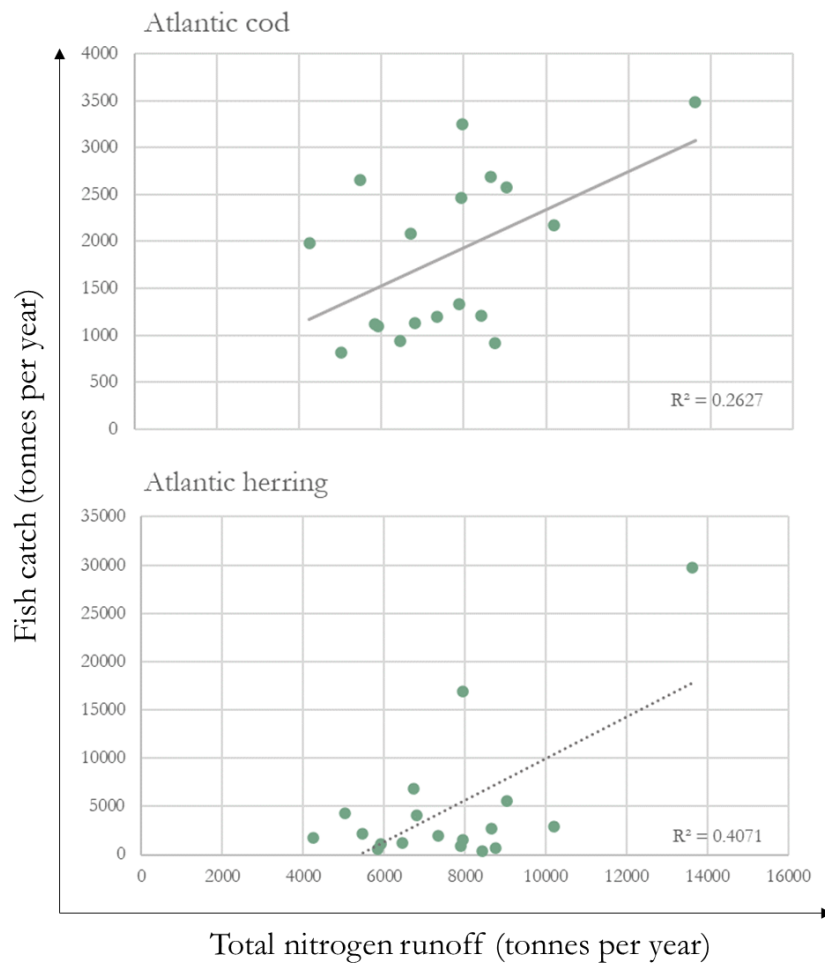 Atlantic cod
4000
3500
3000
2500
2000
1500
1000
500
0
R² = 0.2627
Fish catch (tonnes per year)
Atlantic herring
35000
30000
25000
20000
15000
10000
5000
0
R² = 0.4071
0 2000 4000 6000 8000 10000 12000 14000 16000
Total nitrogen runoff (tonnes per year)